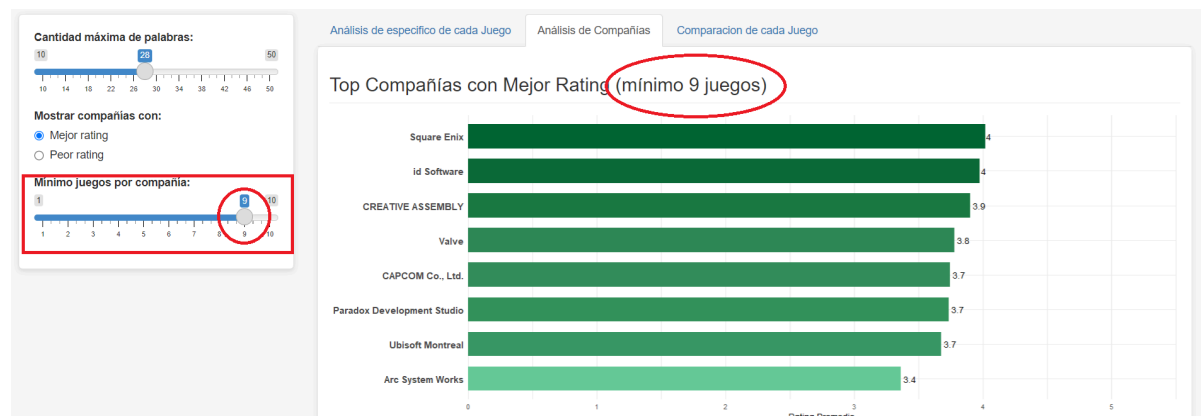 Cantidad máxima de palabras:
10 28 50
10 14 18 22 26 30 34 38 42 46 50
Mostrar compañías con:
Mejor rating
Peor rating
Mínimo juegos por compañía:
1 9 10
1 2 3 4 5 6 7 8 9 10
Análisis de especifico de cada Juego Análisis de Compañías Comparacion de cada Juego
Top Compañías con Mejor Rating (mínimo 9 juegos)
Square Enix 4
id Software 4
CREATIVE ASSEMBLY 3.9
Valve 3.8
CAPCOM Co., Ltd. 3.7
Paradox Development Studio 3.7
Ubisoft Montreal 3.7
Arc System Works 3.4
0 1 2 3 4 5
Rating Promedio